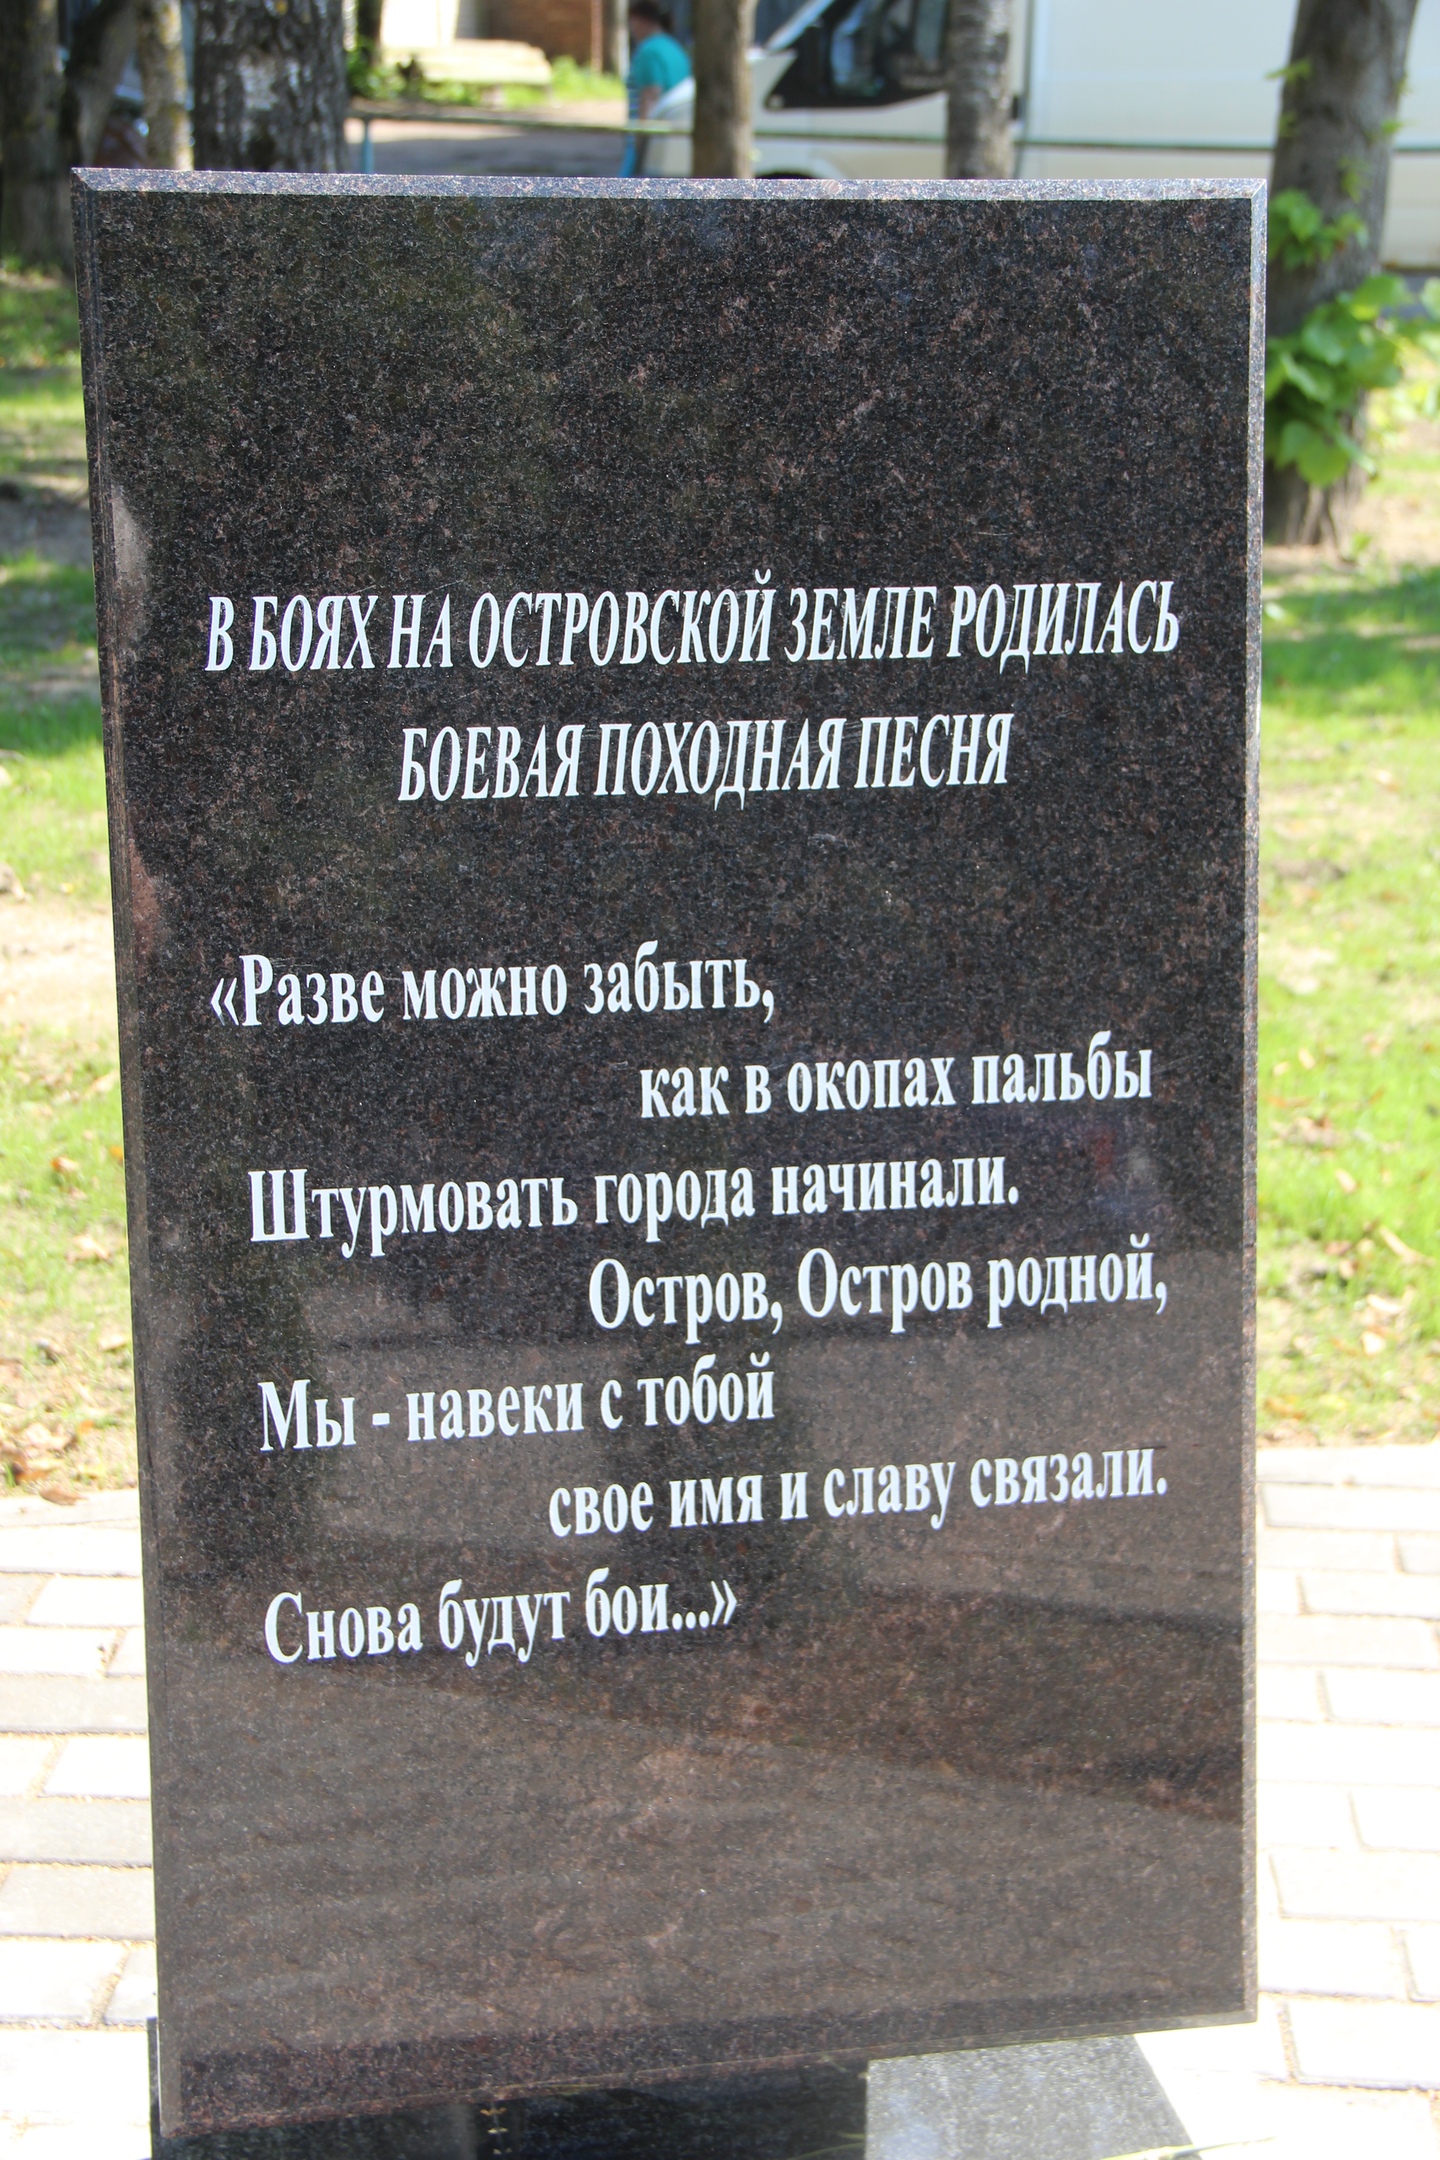 В БОЯХ НА ОСТРОВСКОЙ ЗЕМЛЕ РОДИЛАСЬ
БОЕВАЯ ПОХОДНАЯ ПЕСНЯ
«Разве можно забыть,
как в окопах пальбы
Штурмовать города начинали.
Остров, Остров родной,
Мы - навеки с тобой
свое имя и славу связали.
Снова будут бои...»